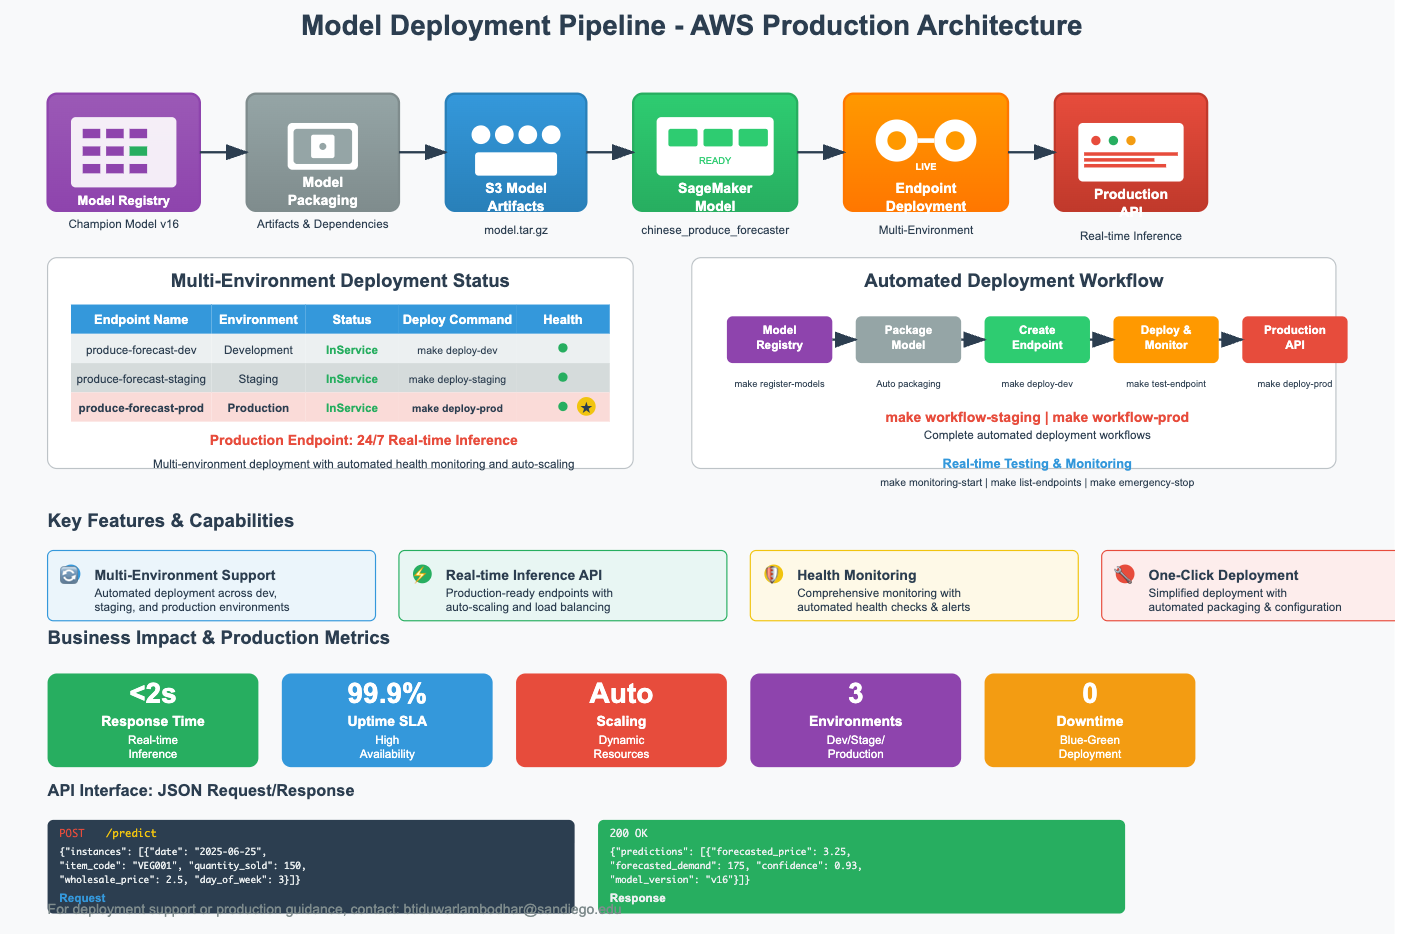 Model Deployment Pipeline - AWS Production Architecture
Model Registry
Champion Model v16
Model
Packaging
Artifacts & Dependencies
S3 Model
Artifacts
model.tar.gz
READY
SageMaker
Model
chinese_produce_forecaster
LIVE
Endpoint
Deployment
Multi-Environment
Production
API
Real-time Inference
Multi-Environment Deployment Status
Endpoint Name Environment Status Deploy Command Health
produce-forecast-dev Development InService make deploy-dev
produce-forecast-staging Staging InService make deploy-staging
produce-forecast-prod Production InService make deploy-prod
Production Endpoint: 24/7 Real-time Inference
Multi-environment deployment with automated health monitoring and auto-scaling
Automated Deployment Workflow
Model
Registry
make register-models
Package
Model
Auto packaging
Create
Endpoint
make deploy-dev
Deploy &
Monitor
make test-endpoint
Production
API
make deploy-prod
make workflow-staging | make workflow-prod
Complete automated deployment workflows
Real-time Testing & Monitoring
make monitoring-start | make list-endpoints | make emergency-stop
Key Features & Capabilities
Multi-Environment Support
Automated deployment across dev,
staging, and production environments
Real-time Inference API
Production-ready endpoints with
auto-scaling and load balancing
Health Monitoring
Comprehensive monitoring with
automated health checks & alerts
One-Click Deployment
Simplified deployment with
automated packaging & configuration
Business Impact & Production Metrics
<2s
Response Time
Real-time
Inference
99.9%
Uptime SLA
High
Availability
Auto
Scaling
Dynamic
Resources
3
Environments
Dev/Stage/
Production
0
Downtime
Blue-Green
Deployment
API Interface: JSON Request/Response
POST /predict
{"instances": [{"date": "2025-06-25",
"item_code": "VEG001", "quantity_sold": 150,
"wholesale_price": 2.5, "day_of_week": 3}]}
Request
200 OK
{"predictions": [{"forecasted_price": 3.25,
"forecasted_demand": 175, "confidence": 0.93,
"model_version": "v16"}]}
Response
For deployment support or production guidance, contact: btiduwarlambodhar@sandiego.edu